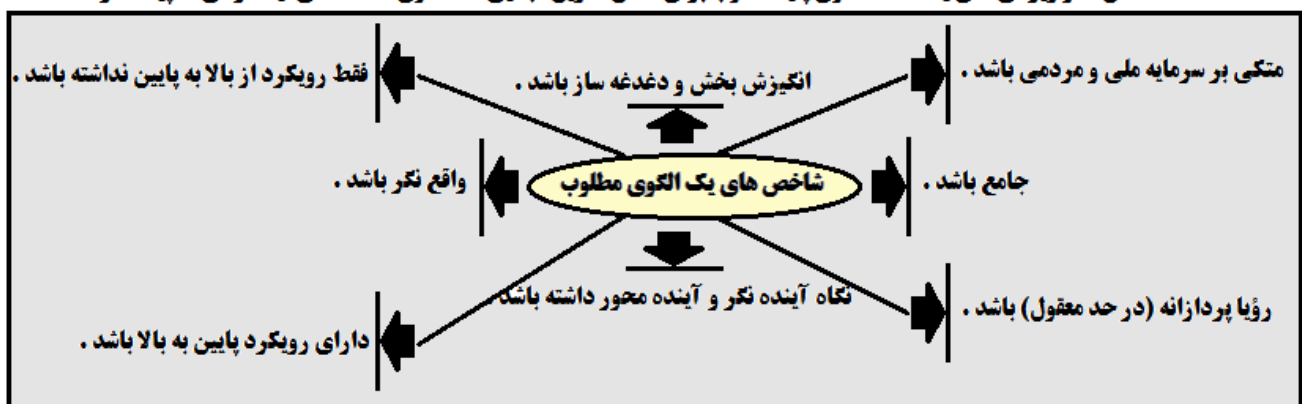 متکی بر سرمایه ملی و مردمی باشد .
انگیزش بخش و دغدغه ساز باشد .
فقط رویکرد از بالا به پایین نداشته باشد .
جامع باشد .
شاخص های یک الگوی مطلوب
واقع نگر باشد .
رؤیا پردازانه (در حد معقول) باشد .
نگاه آینده نگر و آینده محور داشته باشد .
دارای رویکرد پایین به بالا باشد .